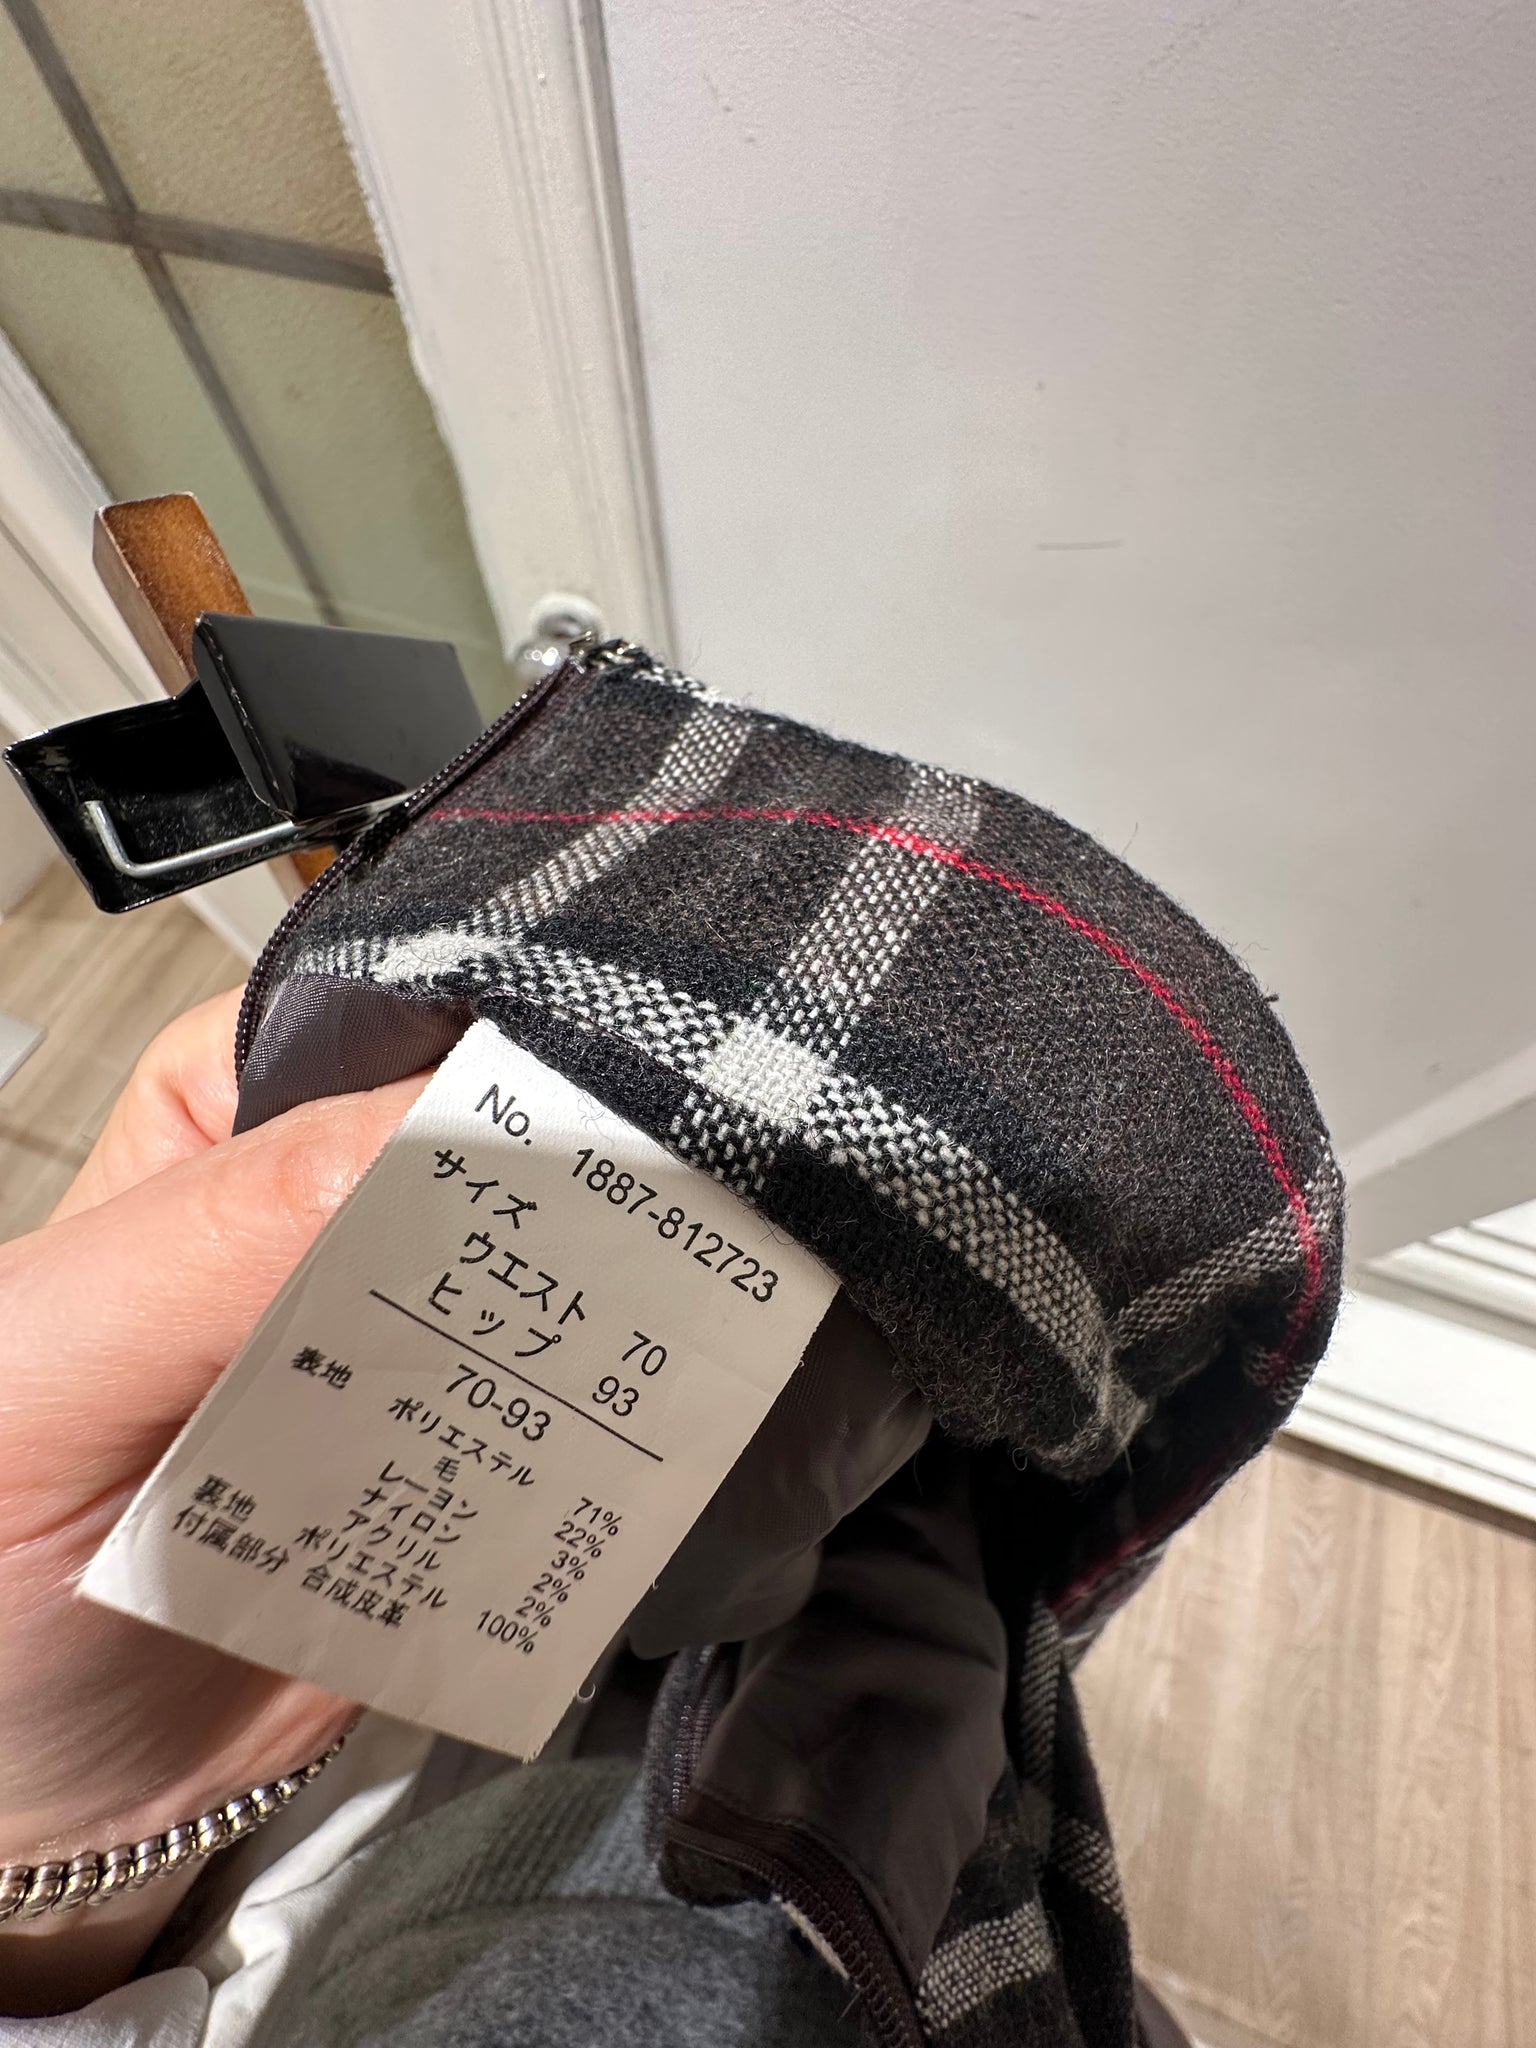 No. 1887-812723
サイズ
ウエスト 70
ヒップ 93
70-93
表地 ポリエステル 71%
毛 22%
レーヨン 3%
ナイロン 2%
アクリル 2%
裏地 ポリエステル 100%
付属部分 合成皮革